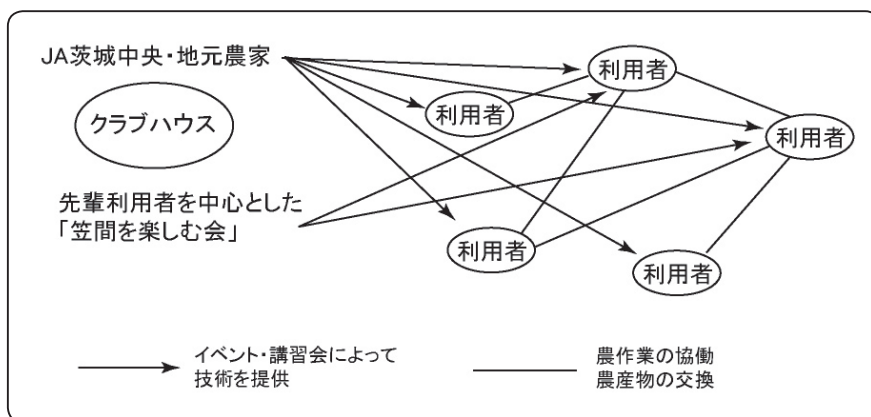 JA茨城中央・地元農家
利用者
利用者
クラブハウス
利用者
先輩利用者を中心とした
「笠間を楽しむ会」
利用者
利用者
イベント・講習会によって
技術を提供
農作業の協働
農産物の交換